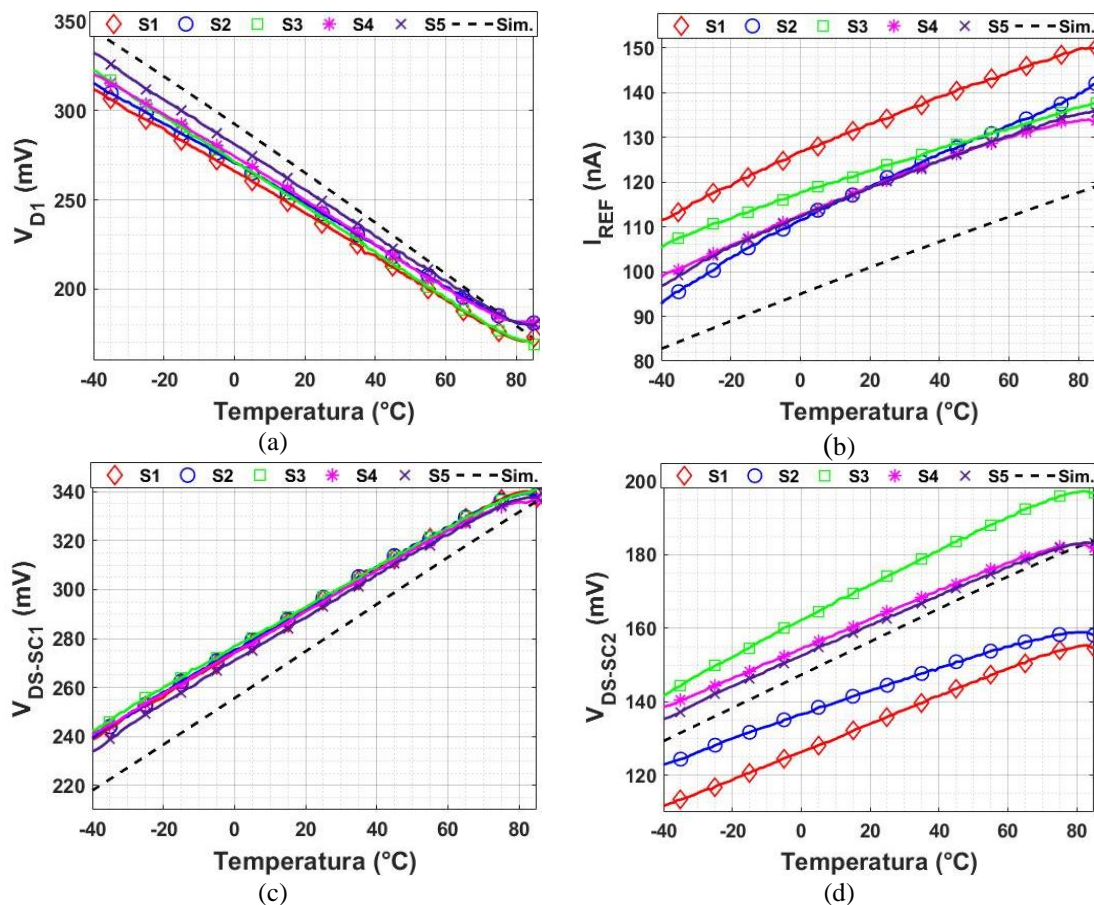 S1 S2 S3 S4 S5 Sim.
350
300
250
200
-40 0 20 40 60 80
V_D1 (mV)
Temperatura (°C)
(a)
S1 S2 S3 S4 S5 Sim.
150
140
130
120
110
100
90
80
-40 -20 0 20 40 60 80
I_REF (nA)
Temperatura (°C)
(b)
S1 S2 S3 S4 S5 Sim.
340
320
300
280
260
240
220
-40 0 20 40 60 80
V_DS-SC1 (mV)
Temperatura (°C)
(c)
S1 S2 S3 S4 S5 Sim.
200
180
160
140
120
-40 -20 0 20 40 60 80
V_DS-SC2 (mV)
Temperatura (°C)
(d)